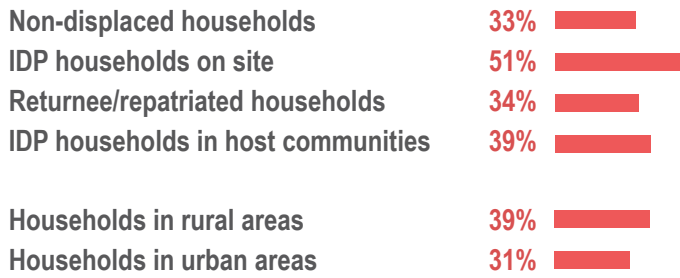 Non-displaced households 33%
IDP households on site 51%
Returnee/repatriated households 34%
IDP households in host communities 39%
Households in rural areas 39%
Households in urban areas 31%